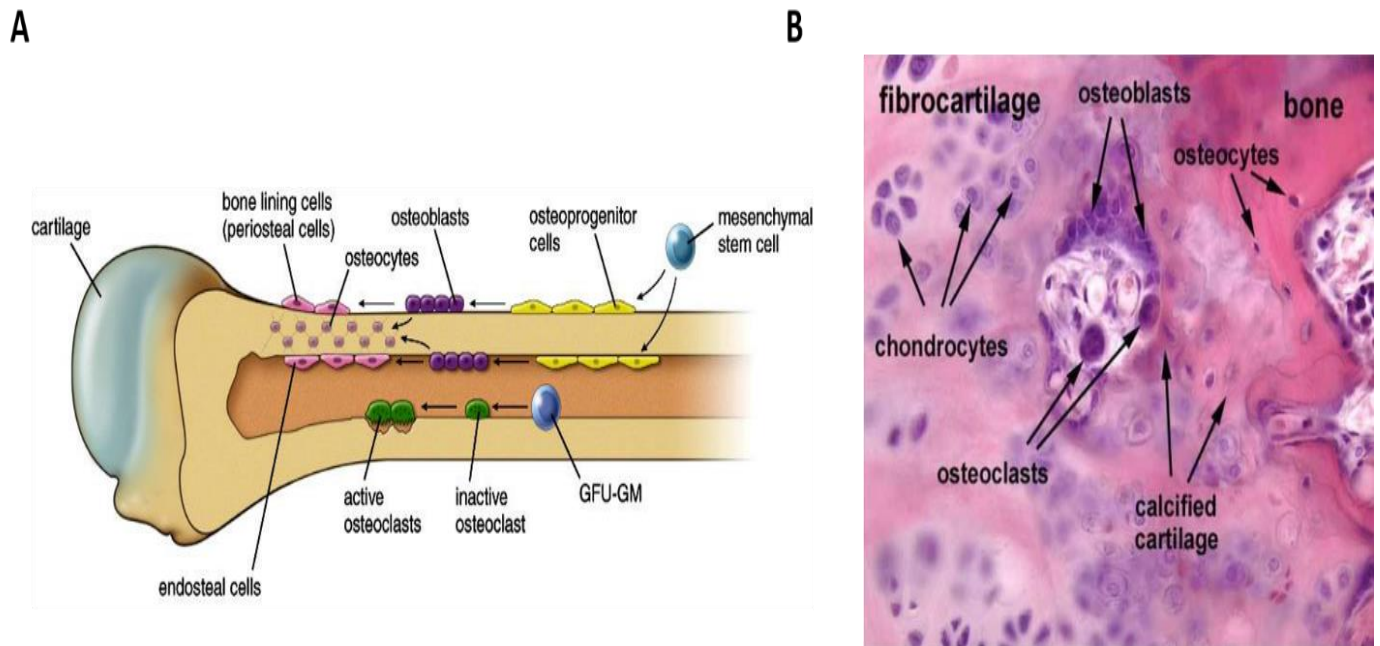 A
B
cartilage
bone lining cells
(periosteal cells)
osteocytes
osteoblasts
osteoprogenitor
cells
mesenchymal
stem cell
active
osteoclasts
inactive
osteoclast
GFU-GM
endosteal cells
fibrocartilage
osteoblasts
bone
osteocytes
chondrocytes
osteoclasts
calcified
cartilage